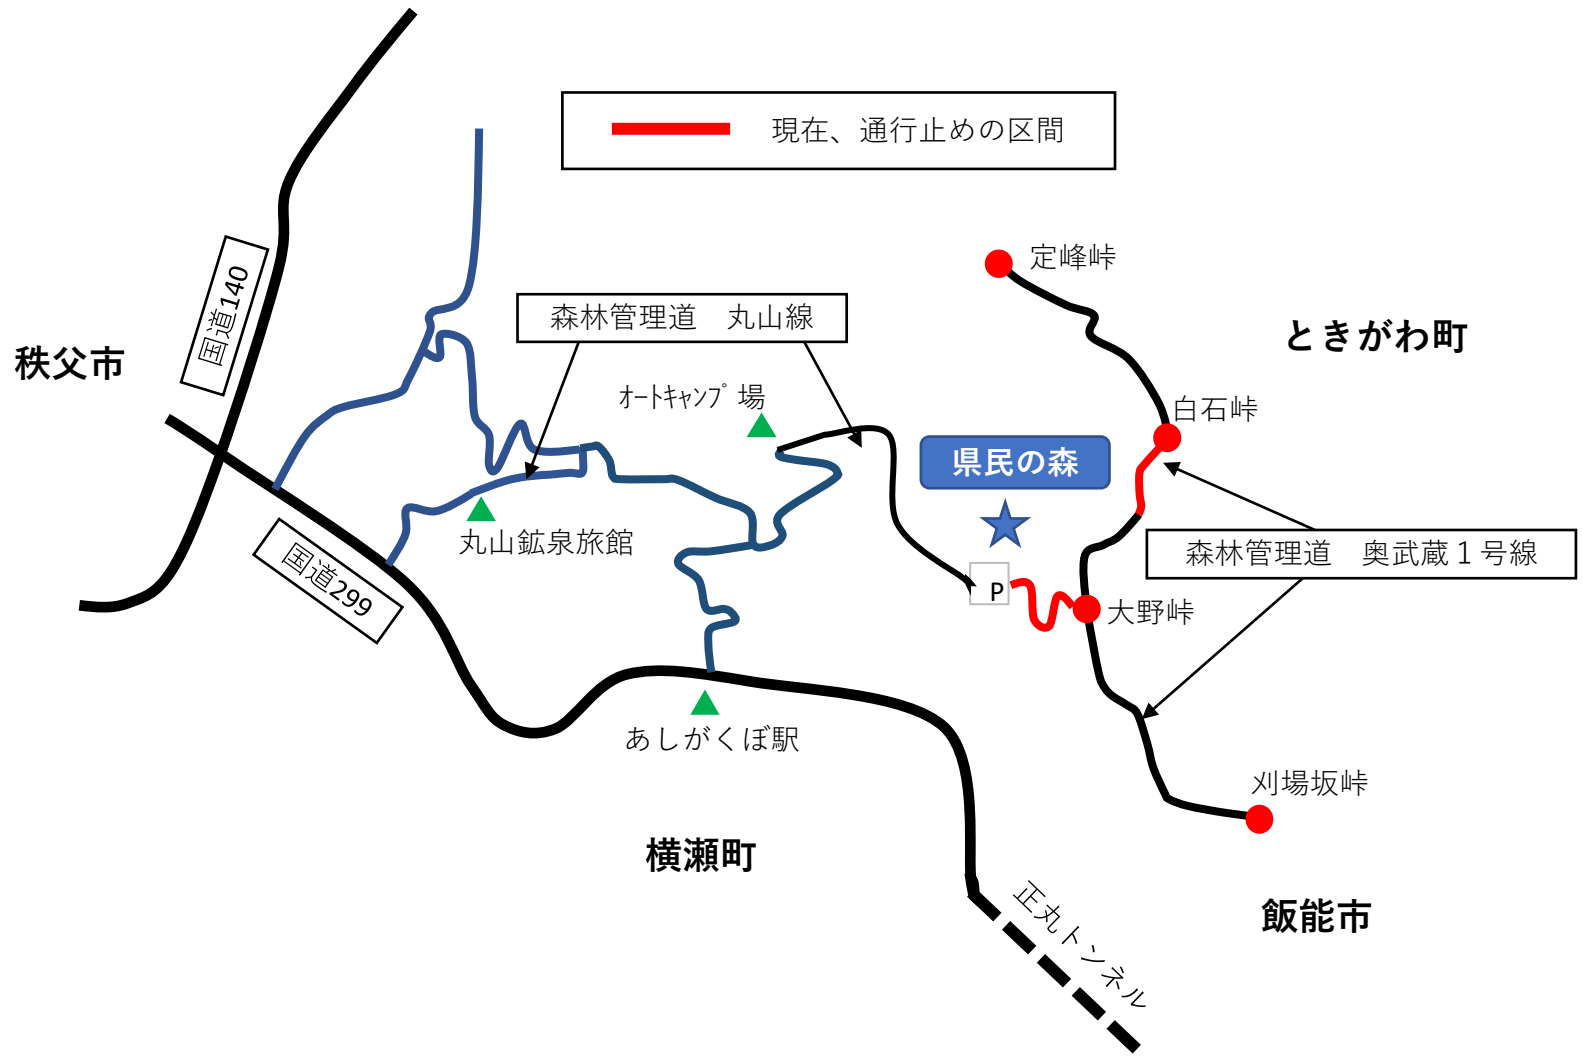 現在、通行止めの区間
定峰峠
国道140
森林管理道　丸山線
ときがわ町
秩父市
ｵｰﾄｷｬﾝﾌﾟ場
白石峠
県民の森
丸山鉱泉旅館
森林管理道　奥武蔵１号線
国道299
P
大野峠
あしがくぼ駅
刈場坂峠
横瀬町
正丸トンネル
飯能市